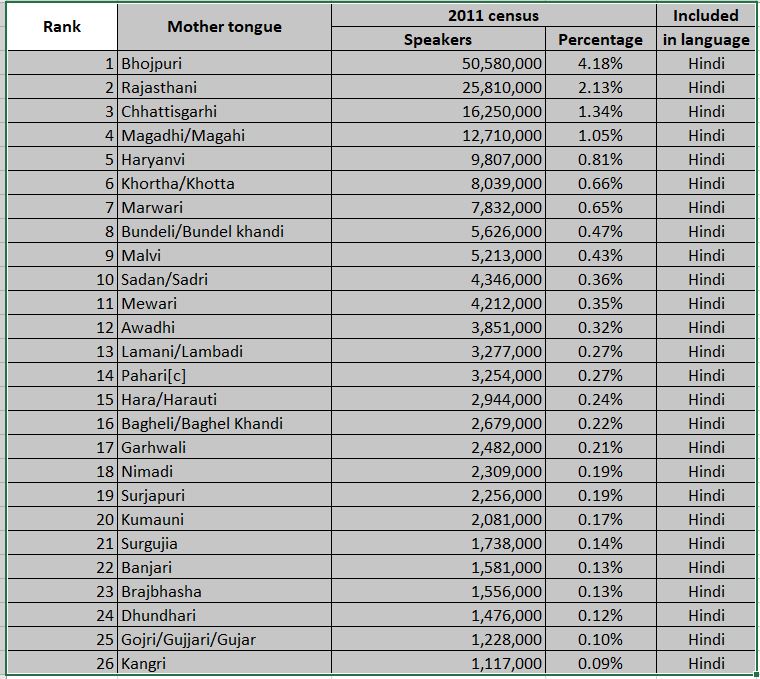 Rank Mother tongue 2011 census Included in language
Speakers Percentage
1 Bhojpuri 50,580,000 4.18% Hindi
2 Rajasthani 25,810,000 2.13% Hindi
3 Chhattisgarhi 16,250,000 1.34% Hindi
4 Magadhi/Magahi 12,710,000 1.05% Hindi
5 Haryanvi 9,807,000 0.81% Hindi
6 Khortha/Khotta 8,039,000 0.66% Hindi
7 Marwari 7,832,000 0.65% Hindi
8 Bundeli/Bundel khandi 5,626,000 0.47% Hindi
9 Malvi 5,213,000 0.43% Hindi
10 Sadan/Sadri 4,346,000 0.36% Hindi
11 Mewari 4,212,000 0.35% Hindi
12 Awadhi 3,851,000 0.32% Hindi
13 Lamani/Lambadi 3,277,000 0.27% Hindi
14 Pahari[c] 3,254,000 0.27% Hindi
15 Hara/Harauti 2,944,000 0.24% Hindi
16 Bagheli/Baghel Khandi 2,679,000 0.22% Hindi
17 Garhwali 2,482,000 0.21% Hindi
18 Nimadi 2,309,000 0.19% Hindi
19 Surjapuri 2,256,000 0.19% Hindi
20 Kumauni 2,081,000 0.17% Hindi
21 Surgujia 1,738,000 0.14% Hindi
22 Banjari 1,581,000 0.13% Hindi
23 Brajbhasha 1,556,000 0.13% Hindi
24 Dhundhari 1,476,000 0.12% Hindi
25 Gojri/Gujjari/Gujar 1,228,000 0.10% Hindi
26 Kangri 1,117,000 0.09% Hindi